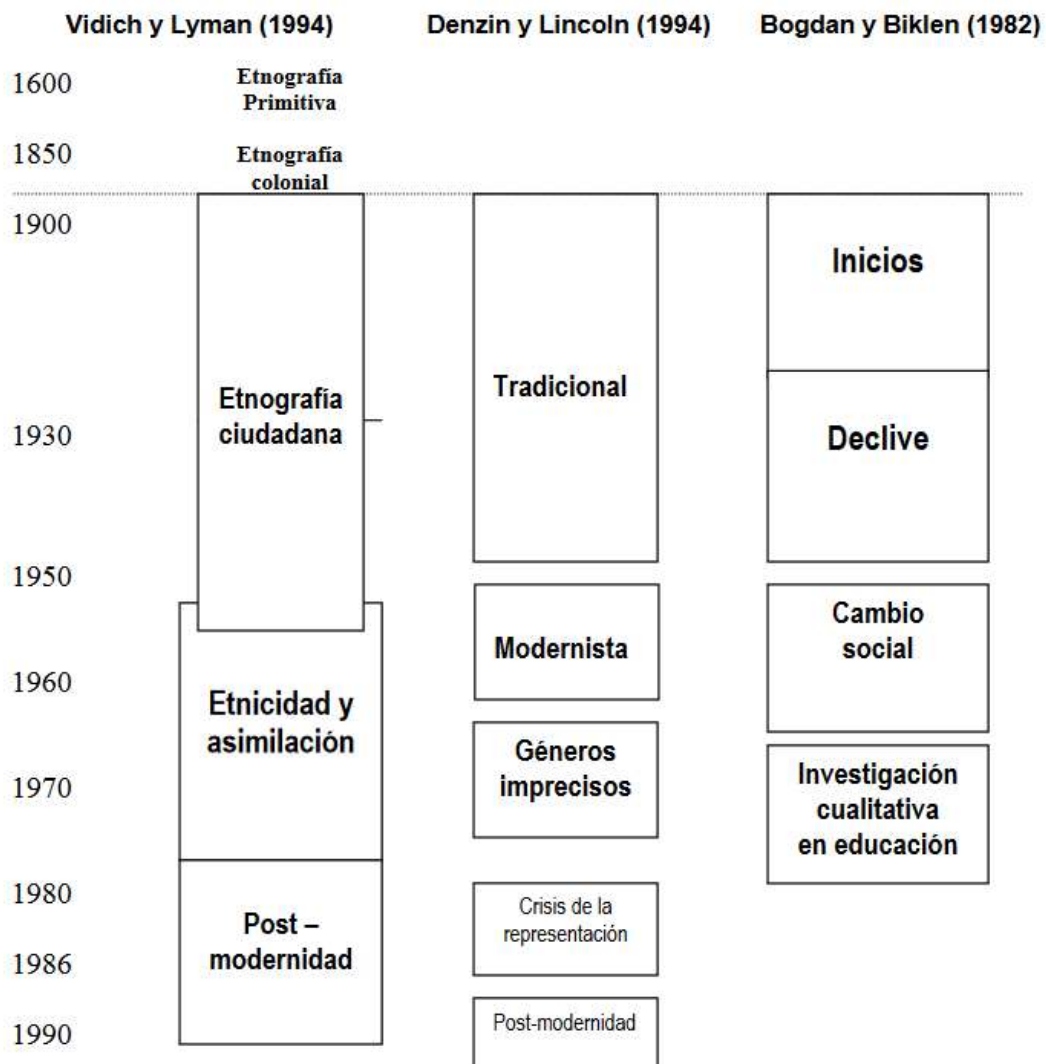 Vidich y Lyman (1994)
Denzin y Lincoln (1994)
Bogdan y Biklen (1982)
1600
Etnografía
Primitiva
1850
Etnografía
colonial
1900
Inicios
Etnografía
ciudadana
Tradicional
1930
Declive
1950
Modernista
Cambio
social
1960
Etnicidad y
asimilación
Géneros
imprecisos
1970
Investigación
cualitativa
en educación
1980
Post –
modernidad
Crisis de la
representación
1986
1990
Post-modernidad